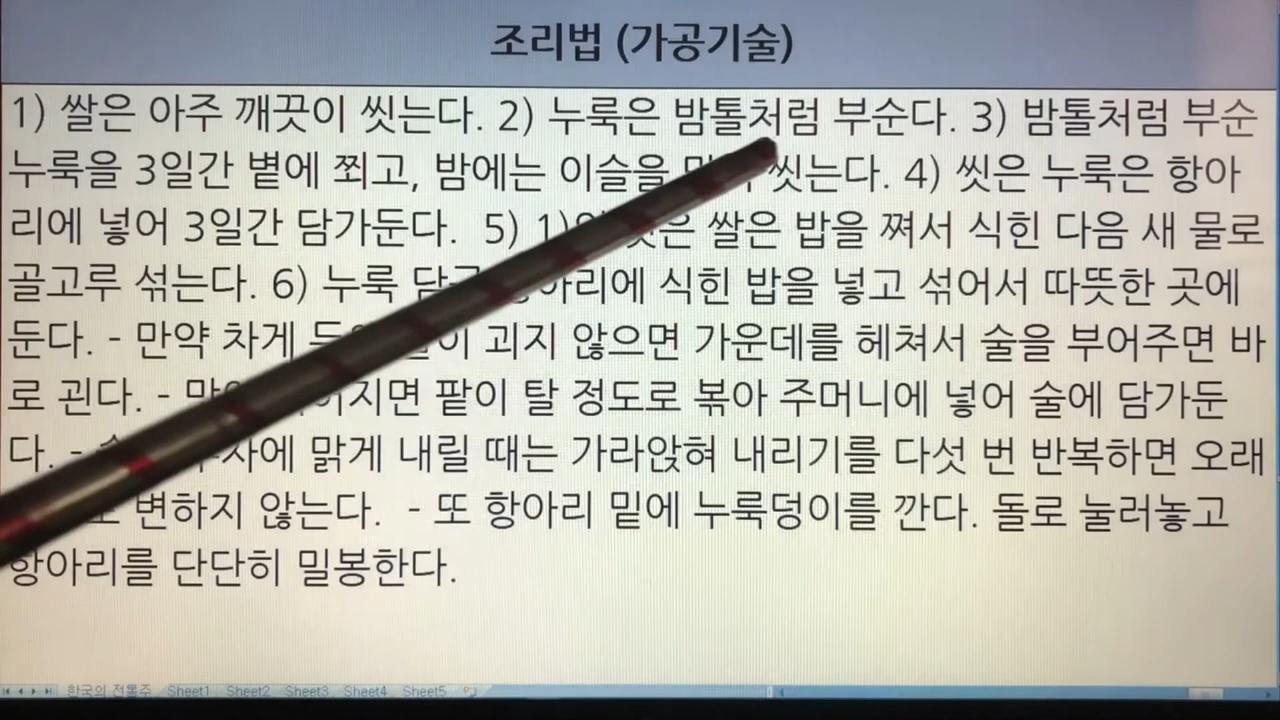 조리법 (가공기술)
1) 쌀은 아주 깨끗이 씻는다. 2) 누룩은 밤톨처럼 부순다. 3) 밤톨처럼 부순
누룩을 3일간 볕에 쬐고, 밤에는 이슬을 씻는다. 4) 씻은 누룩은 항아
리에 넣어 3일간 담가둔다. 5) 쌀은 밥을 쪄서 식힌 다음 새 물로
골고루 섞는다. 6) 누룩 항아리에 식힌 밥을 넣고 섞어서 따뜻한 곳에
둔다. - 만약 차게 괴지 않으면 가운데를 헤쳐서 술을 부어주면 바
로 괸다. - 팥이 탈 정도로 볶아 주머니에 넣어 술에 담가둔
다. - 맑게 내릴 때는 가라앉혀 내리기를 다섯 번 반복하면 오래
변하지 않는다. - 또 항아리 밑에 누룩덩이를 깐다. 돌로 눌러놓고
항아리를 단단히 밀봉한다.
한국의 전통주 Sheet1 Sheet2 Sheet3 Sheet4 Sheet5